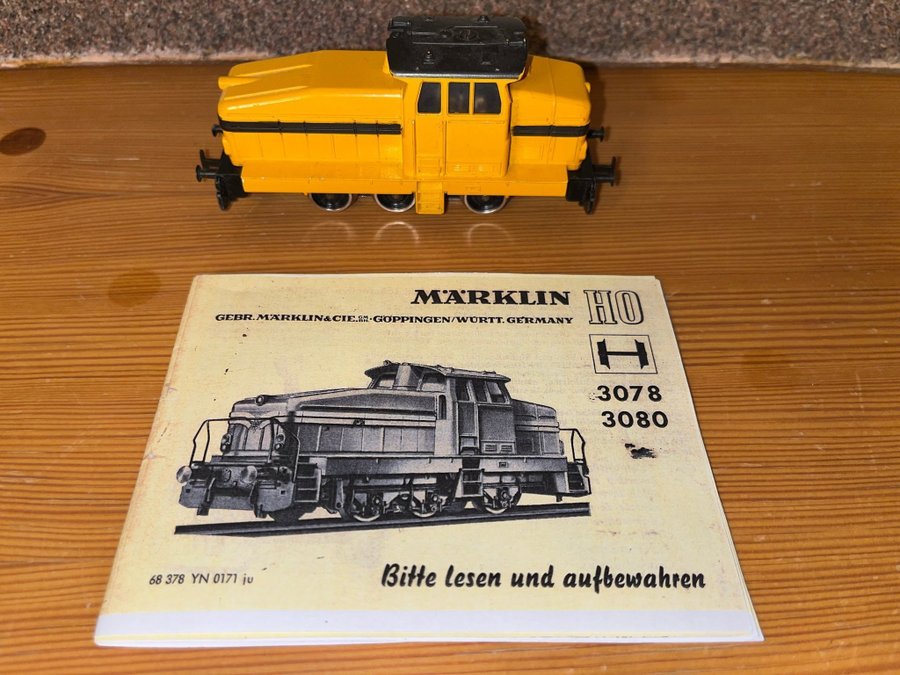 MÄRKLIN HO
GEBR. MÄRKLIN & CIE. GMBH · GÖPPINGEN/WÜRTT. GERMANY
3078
3080
68 378 YN 0171 ju
Bitte lesen und aufbewahren